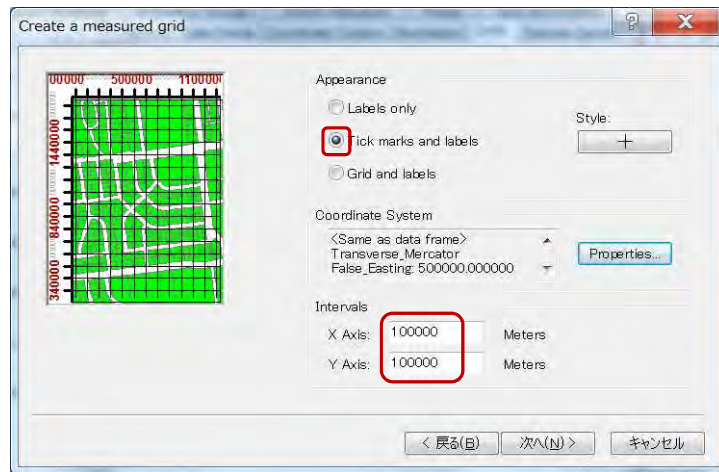 Create a measured grid
00000 500000 110000
1440000
840000
340000
Appearance
Labels only
Tick marks and labels
Grid and labels
Style:
Coordinate System
<Same as data frame>
Transverse_Mercator
False_Easting: 500000.000000
Properties...
Intervals
X Axis: 100000 Meters
Y Axis: 100000 Meters
< 戻る(B) 次へ(N) > キャンセル